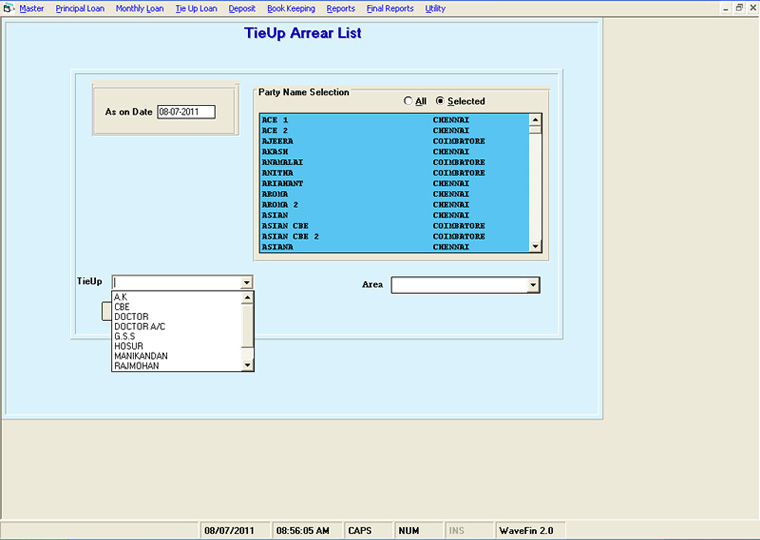 Master Principal Loan Monthly Loan Tie Up Loan Deposit Book Keeping Reports Final Reports Utility
TieUp Arrear List
As on Date 08-07-2011
Party Name Selection
All Selected
ACE 1 CHENNAI
ACE 2 CHENNAI
AJEERA COIMBATORE
AKASH CHENNAI
ANAMALAI COIMBATORE
ANITHA COIMBATORE
ARIHANT CHENNAI
AROMA CHENNAI
AROMA 2 CHENNAI
ASIAN CHENNAI
ASIAN CBE COIMBATORE
ASIAN CBE 2 COIMBATORE
ASIANA CHENNAI
TieUp
Area
A.K
CBE
DOCTOR
DOCTOR A/C
G.S.S
HOSUR
MANIKANDAN
RAJMOHAN
08/07/2011 08:56:05 AM CAPS NUM INS WaveFin 2.0